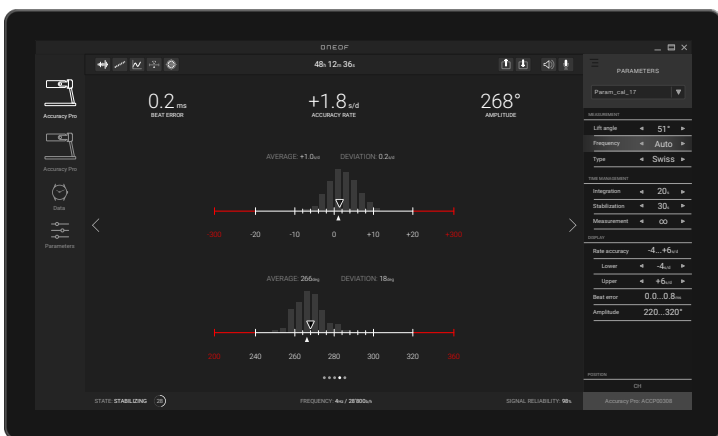 ONEOF
48h 12m 36s
Accuracy Pro
Accuracy Pro
Data
Parameters
0.2 ms
BEAT ERROR
+1.8 s/d
ACCURACY RATE
268°
AMPLITUDE
AVERAGE: +1.0s/d DEVIATION: 0.2s/d
-300 -20 -10 0 +10 +20 +300
AVERAGE: 266deg DEVIATION: 18deg
200 240 260 280 300 320 360
STATE: STABILIZING 28
FREQUENCY: 4Hz / 28'800a/h
SIGNAL RELIABILITY: 98%
PARAMETERS
Param_cal_17
MEASUREMENT
Lift angle 51°
Frequency Auto
Type Swiss
TIME MANAGEMENT
Integration 20s
Stabilization 30s
Measurement ∞
DISPLAY
Rate accuracy -4...+6s/d
Lower -4s/d
Upper +6s/d
Beat error 0.0...0.8ms
Amplitude 220...320°
POSITION
CH
Accuracy Pro: ACCP00308